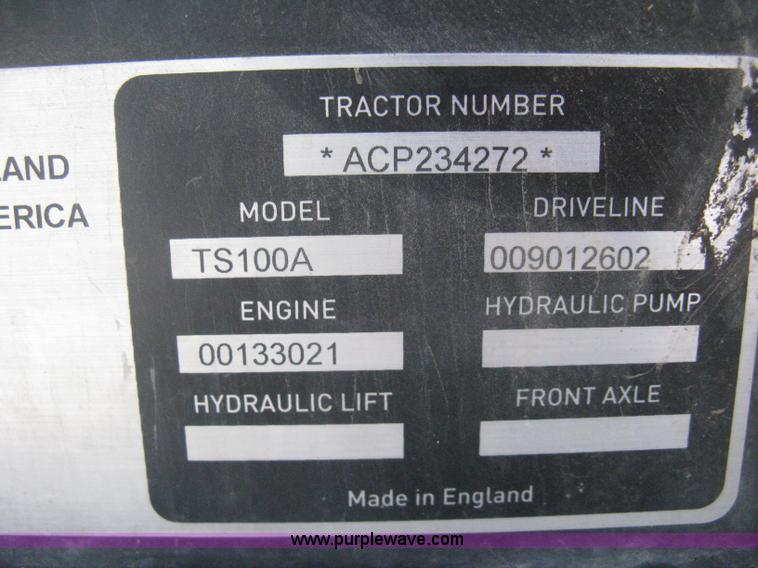 LAND
ERICA
TRACTOR NUMBER
* ACP234272 *
MODEL
DRIVELINE
TS100A
009012602
ENGINE
HYDRAULIC PUMP
00133021
HYDRAULIC LIFT
FRONT AXLE
Made in England
www.purplewave.com